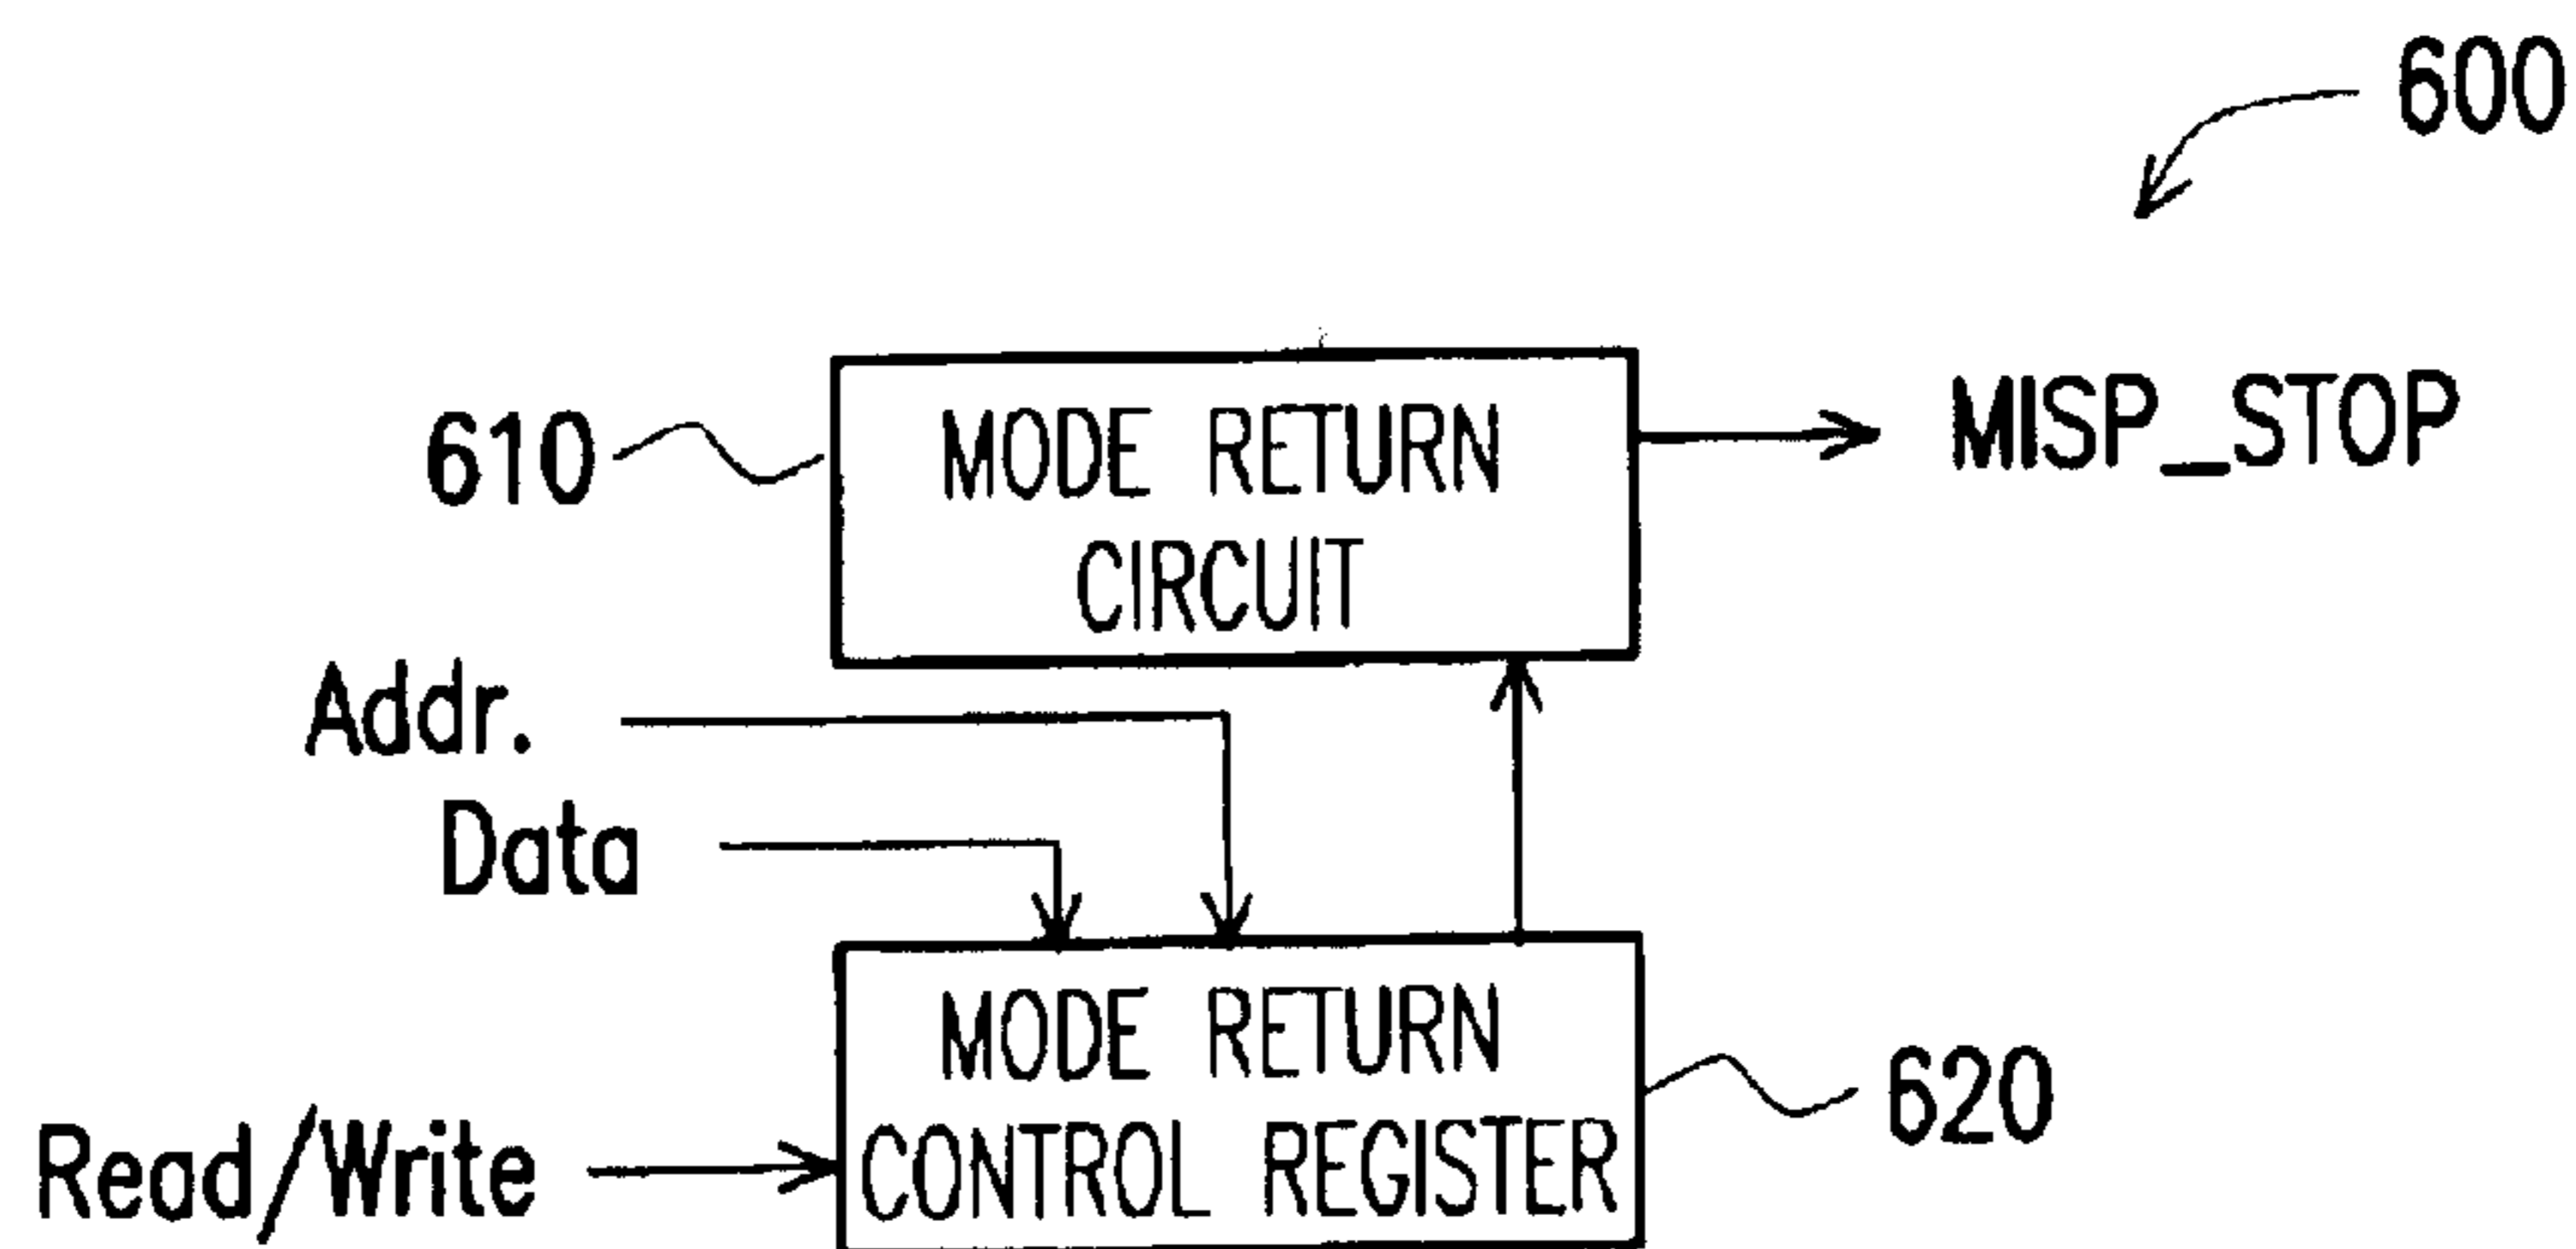 600
610
MODE RETURN
CIRCUIT
MISP_STOP
Addr.
Data
MODE RETURN
CONTROL REGISTER
620
Read/Write